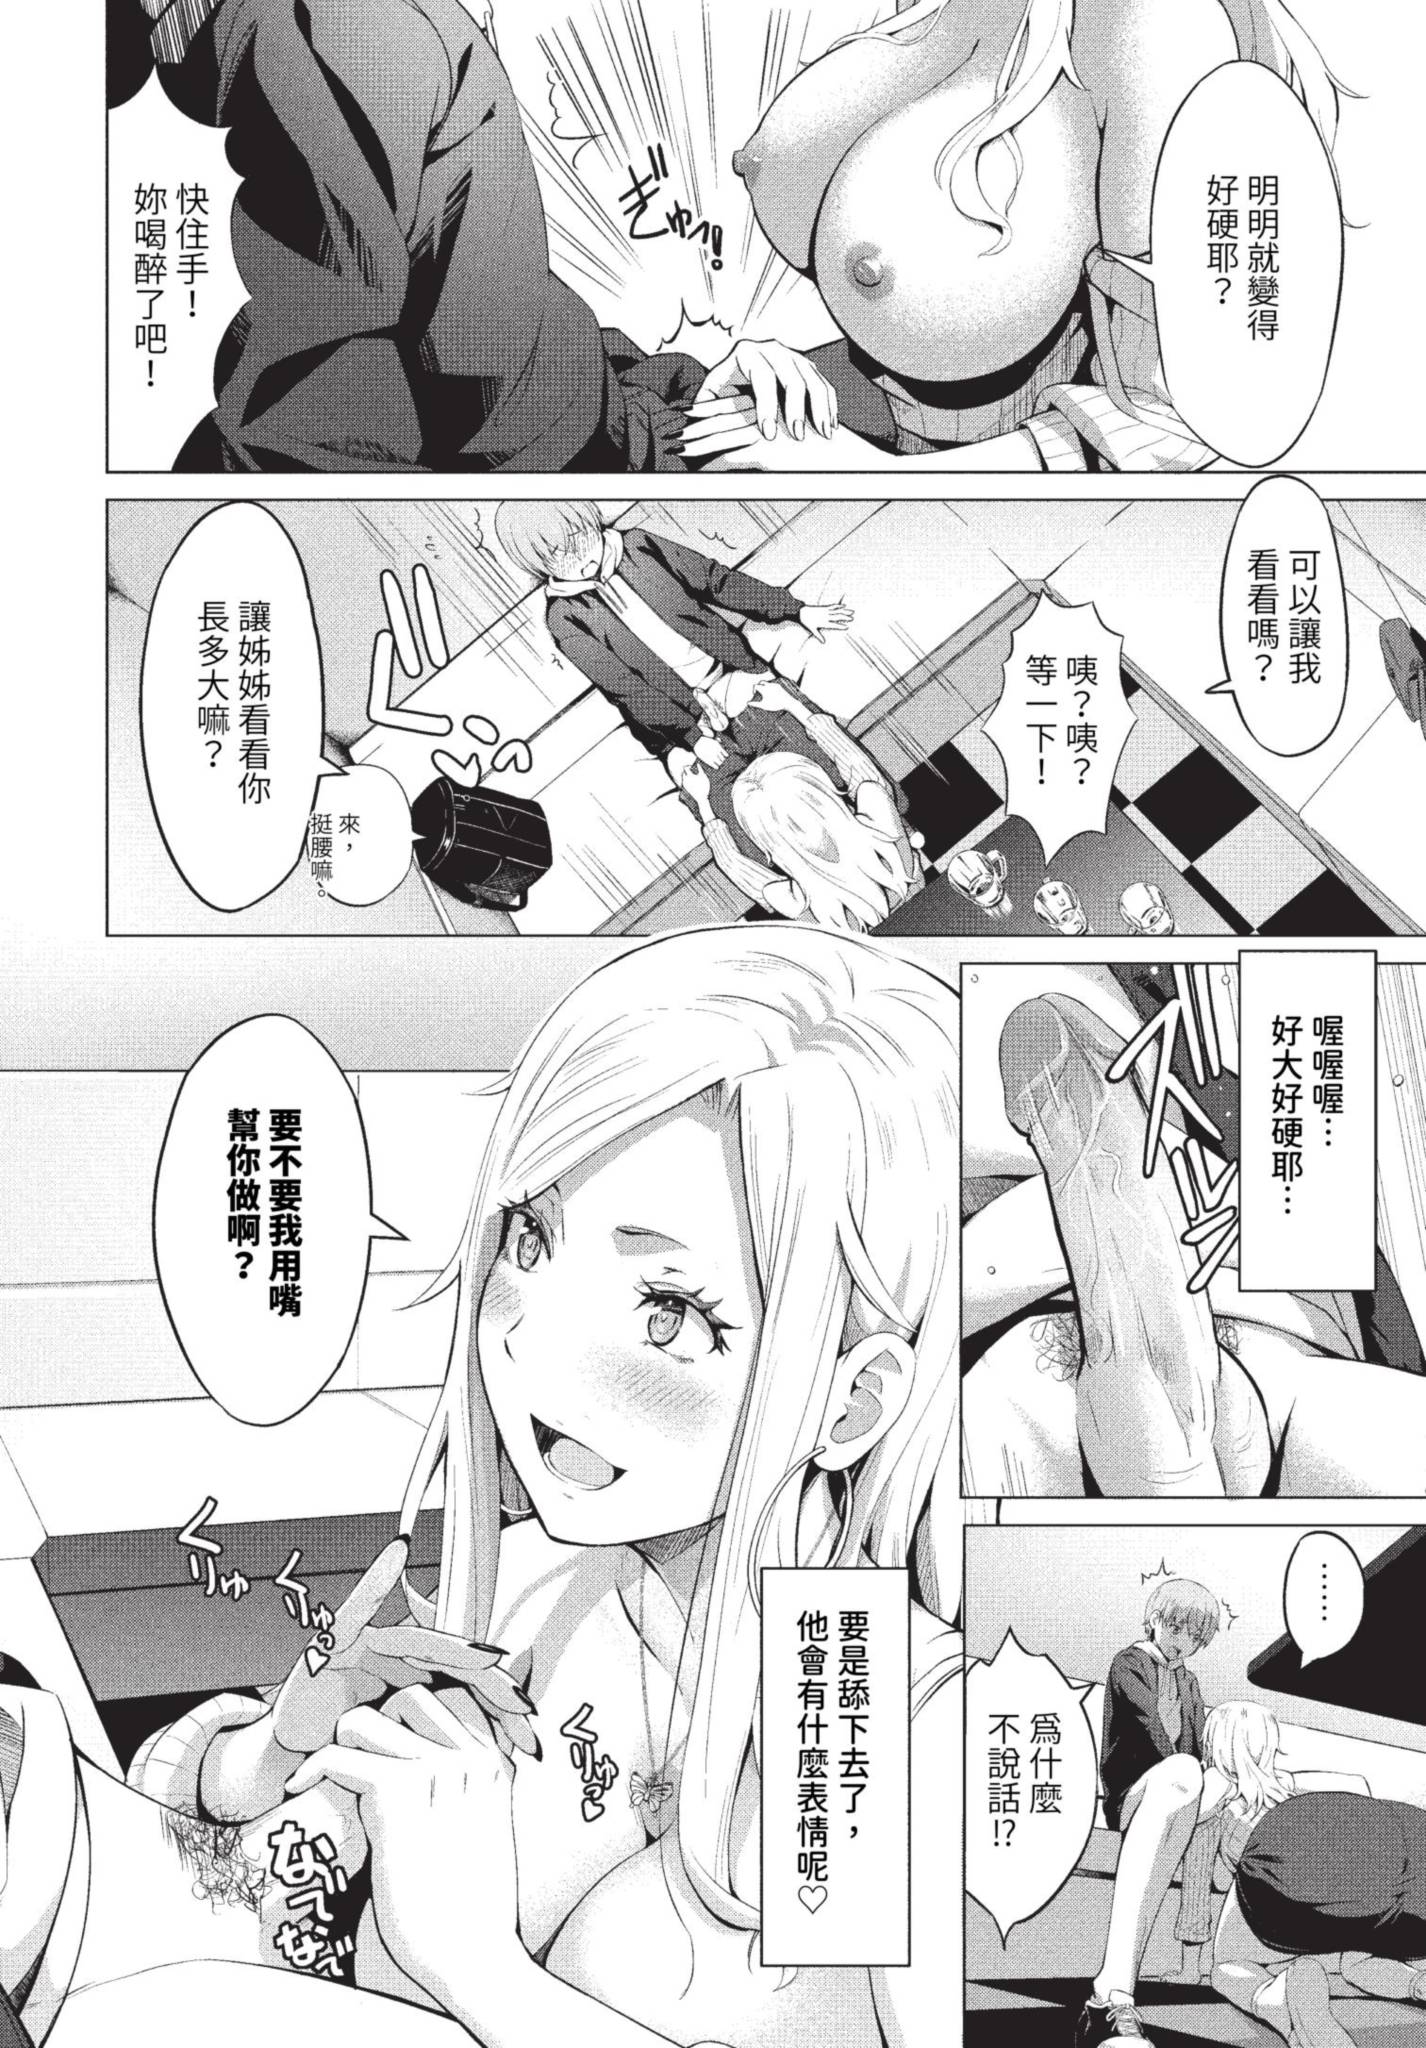 明明就變得
好硬耶？
ぎゅっ！
快住手！
妳喝醉了吧！
可以讓我
看看嗎？
咦？咦？
等一下！
讓姊姊看看你
長多大嘛？
來，
挺腰嘛。
ぐいっ
喔喔喔…
好大好硬耶…
……
為什麼
不說話!?
要不要我用嘴
幫你做啊？
要是舔下去了，
他會有什麼表情呢♡
くりゅ
くりゅっ♡
くりゅっ♡
なでなで